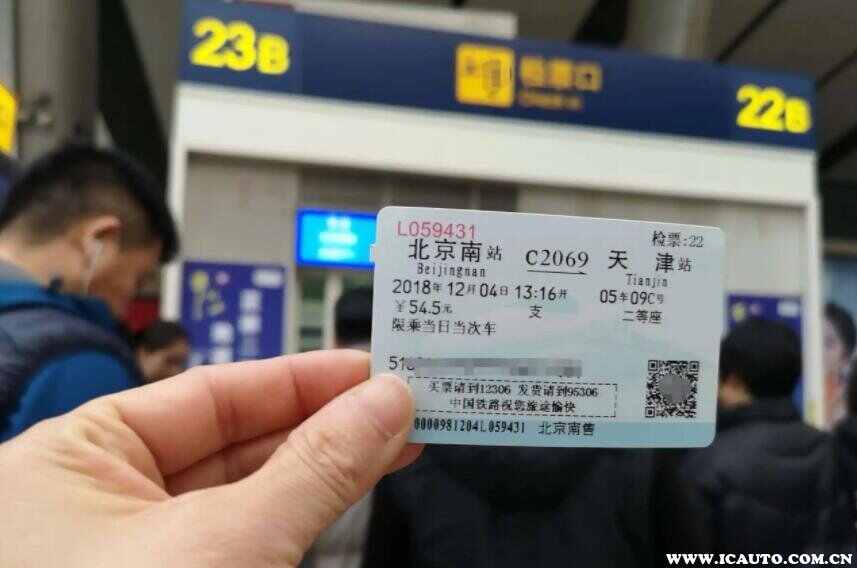 23B
检票口
Check in
22B
L059431
检票:22
北京南站 C2069 天津站
Beijingnan Tianjin
2018年12月04日 13:16开 05车09C号
¥54.5元 支 二等座
限乘当日当次车
买票请到12306 发货请到95306
中国铁路祝您旅途愉快
0000981204L059431 北京南售
WWW.ICAUTO.COM.CN